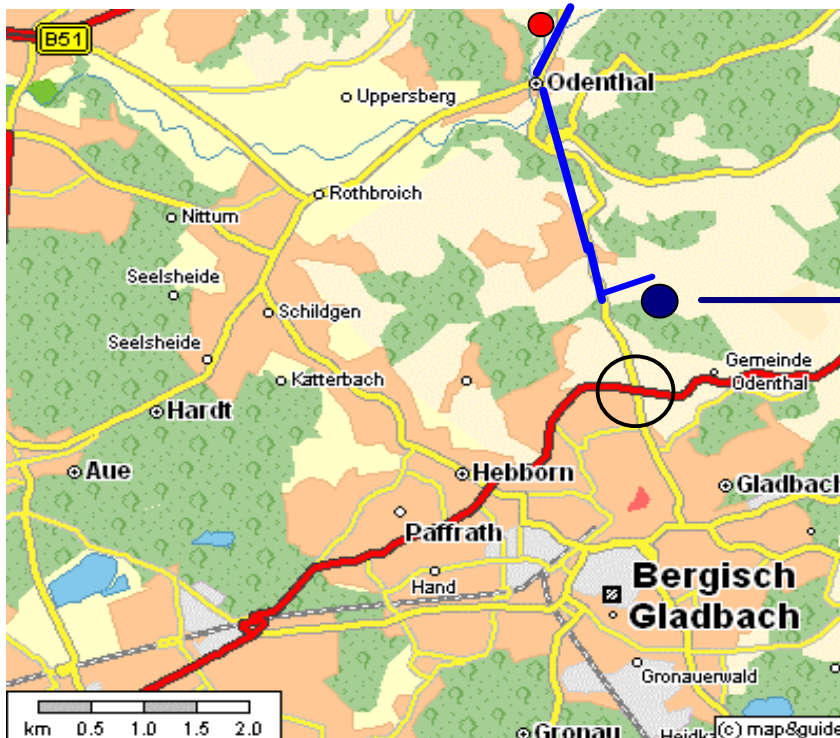 B51
Odenthal
Uppersberg
Rothbroich
Nittum
Seelsheide
Schildgen
Seelsheide
Gemeinde
Odenthal
Katterbach
Hardt
Aue
Hebborn
Gladbach
Paffrath
Hand
Bergisch
Gladbach
Gronauerwald
km 0.5 1.0 1.5 2.0
Gronau
(c) map&guide